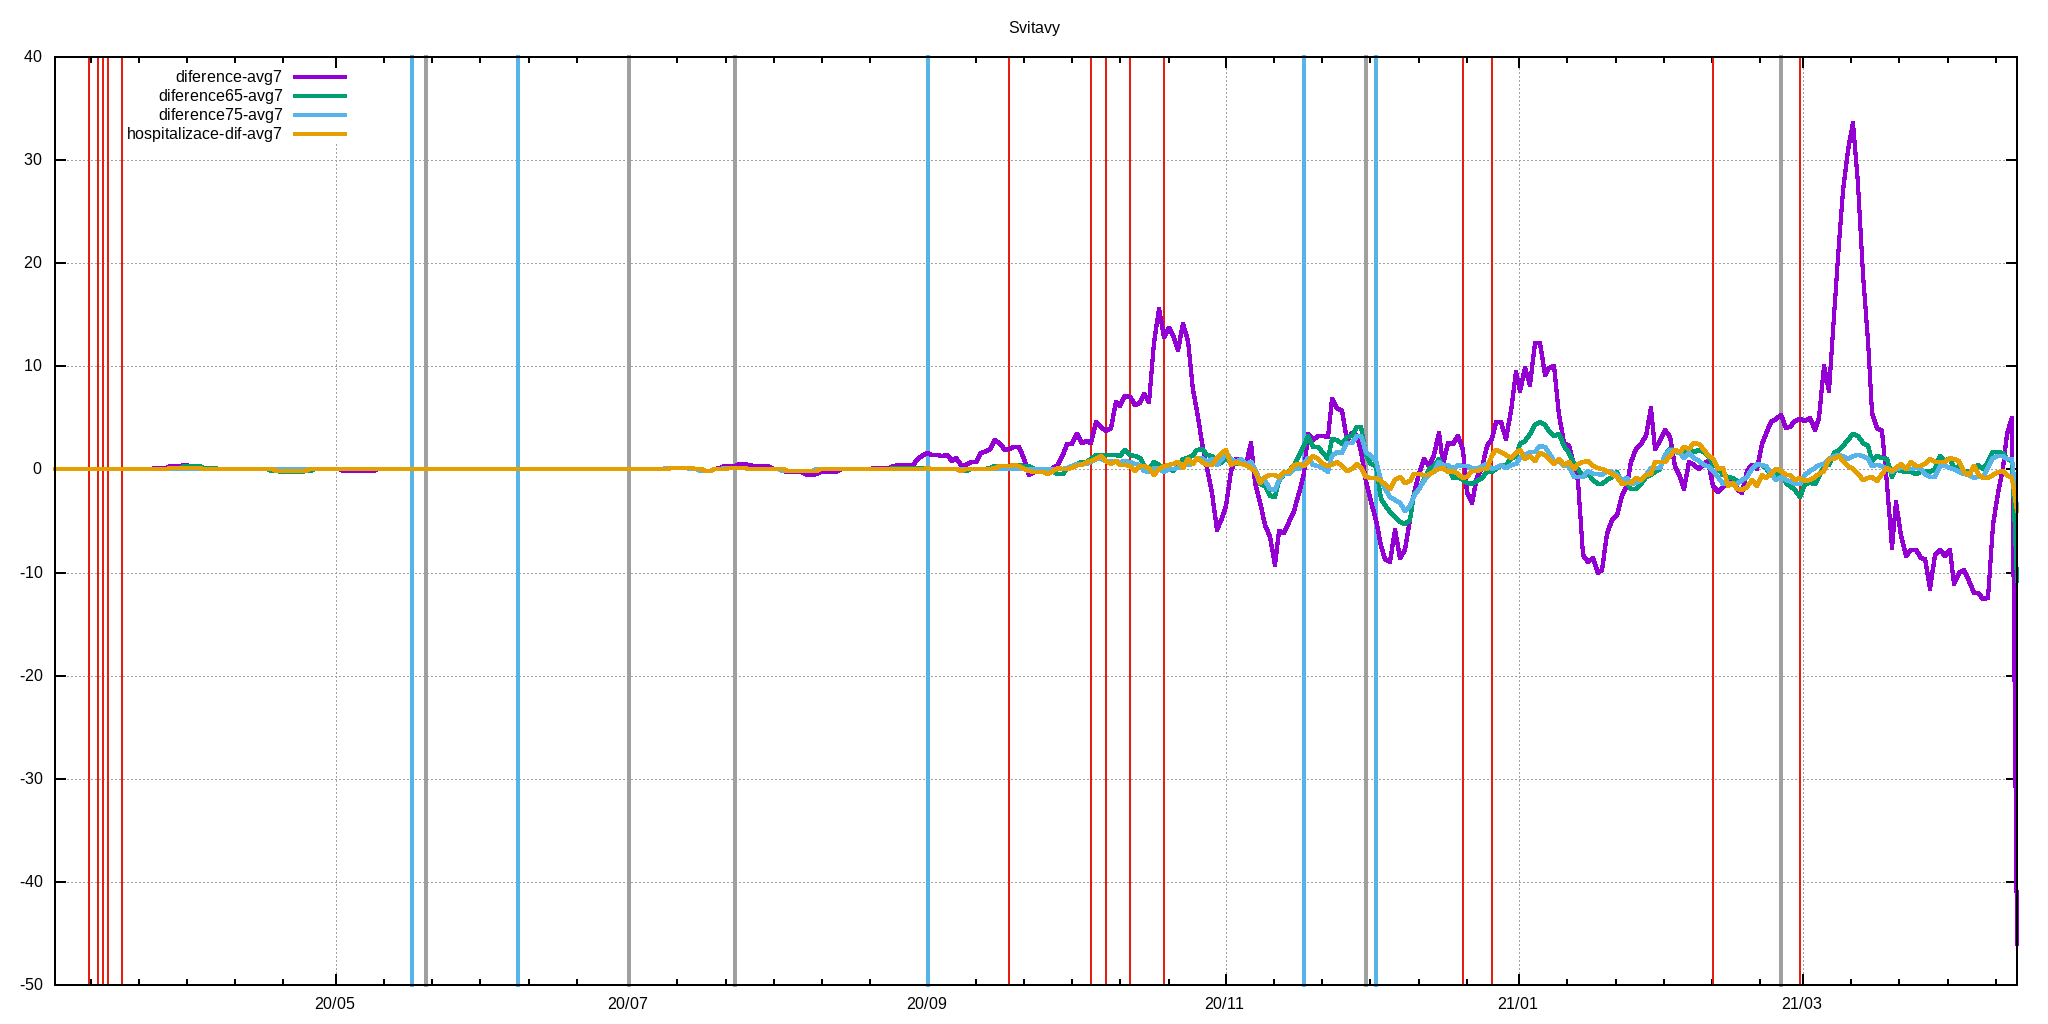 Svitavy
40
diference-avg7
diference65-avg7
diference75-avg7
hospitalizace-dif-avg7
30
20
10
0
-10
-20
-30
-40
-50
20/05 20/07 20/09 20/11 21/01 21/03